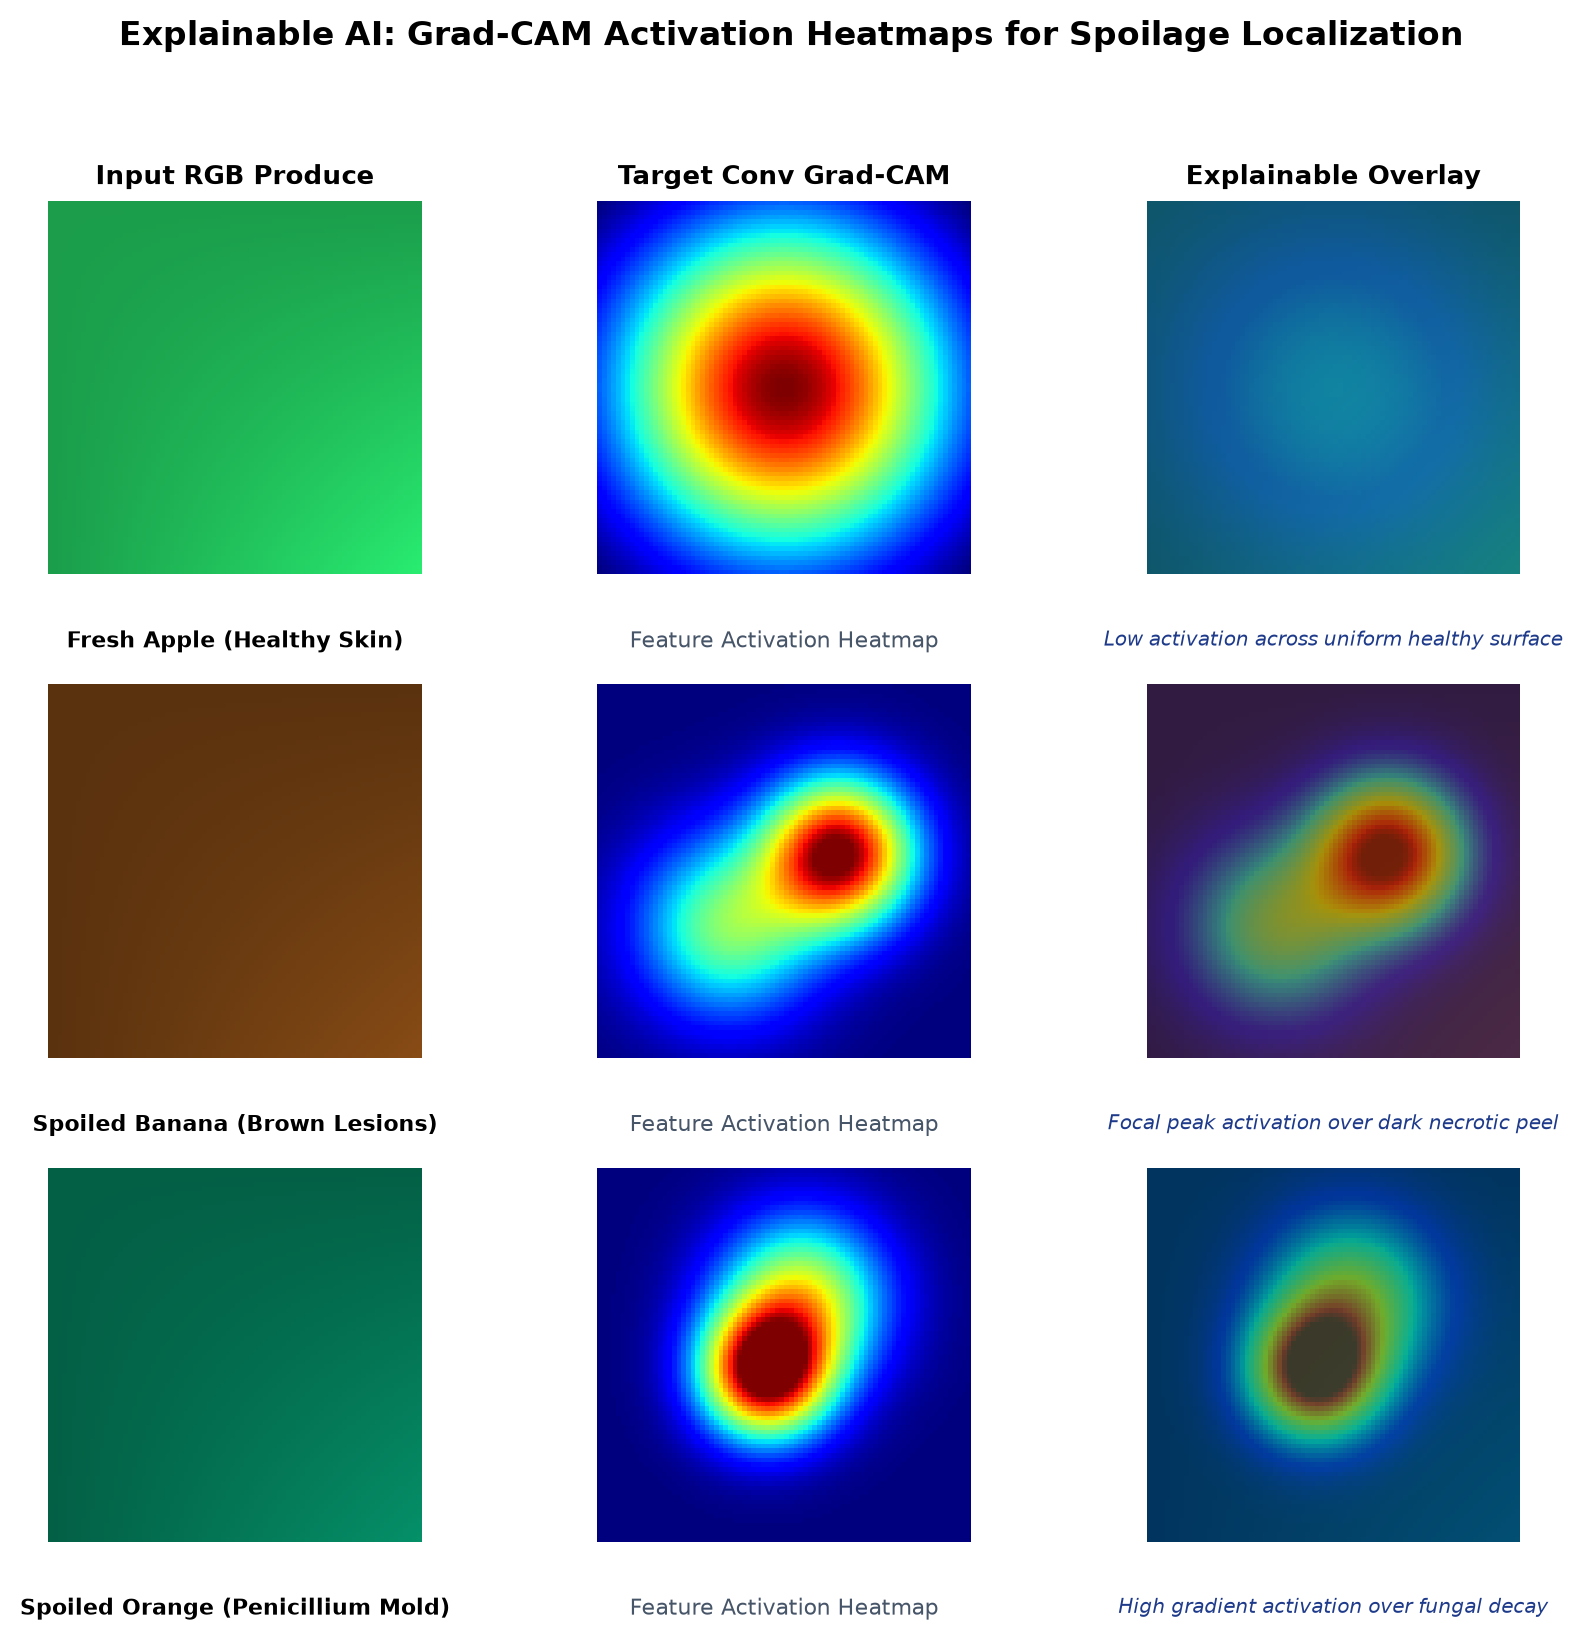 Explainable AI: Grad-CAM Activation Heatmaps for Spoilage Localization
Input RGB Produce
Target Conv Grad-CAM
Explainable Overlay
Fresh Apple (Healthy Skin)
Feature Activation Heatmap
Low activation across uniform healthy surface
Spoiled Banana (Brown Lesions)
Feature Activation Heatmap
Focal peak activation over dark necrotic peel
Spoiled Orange (Penicillium Mold)
Feature Activation Heatmap
High gradient activation over fungal decay